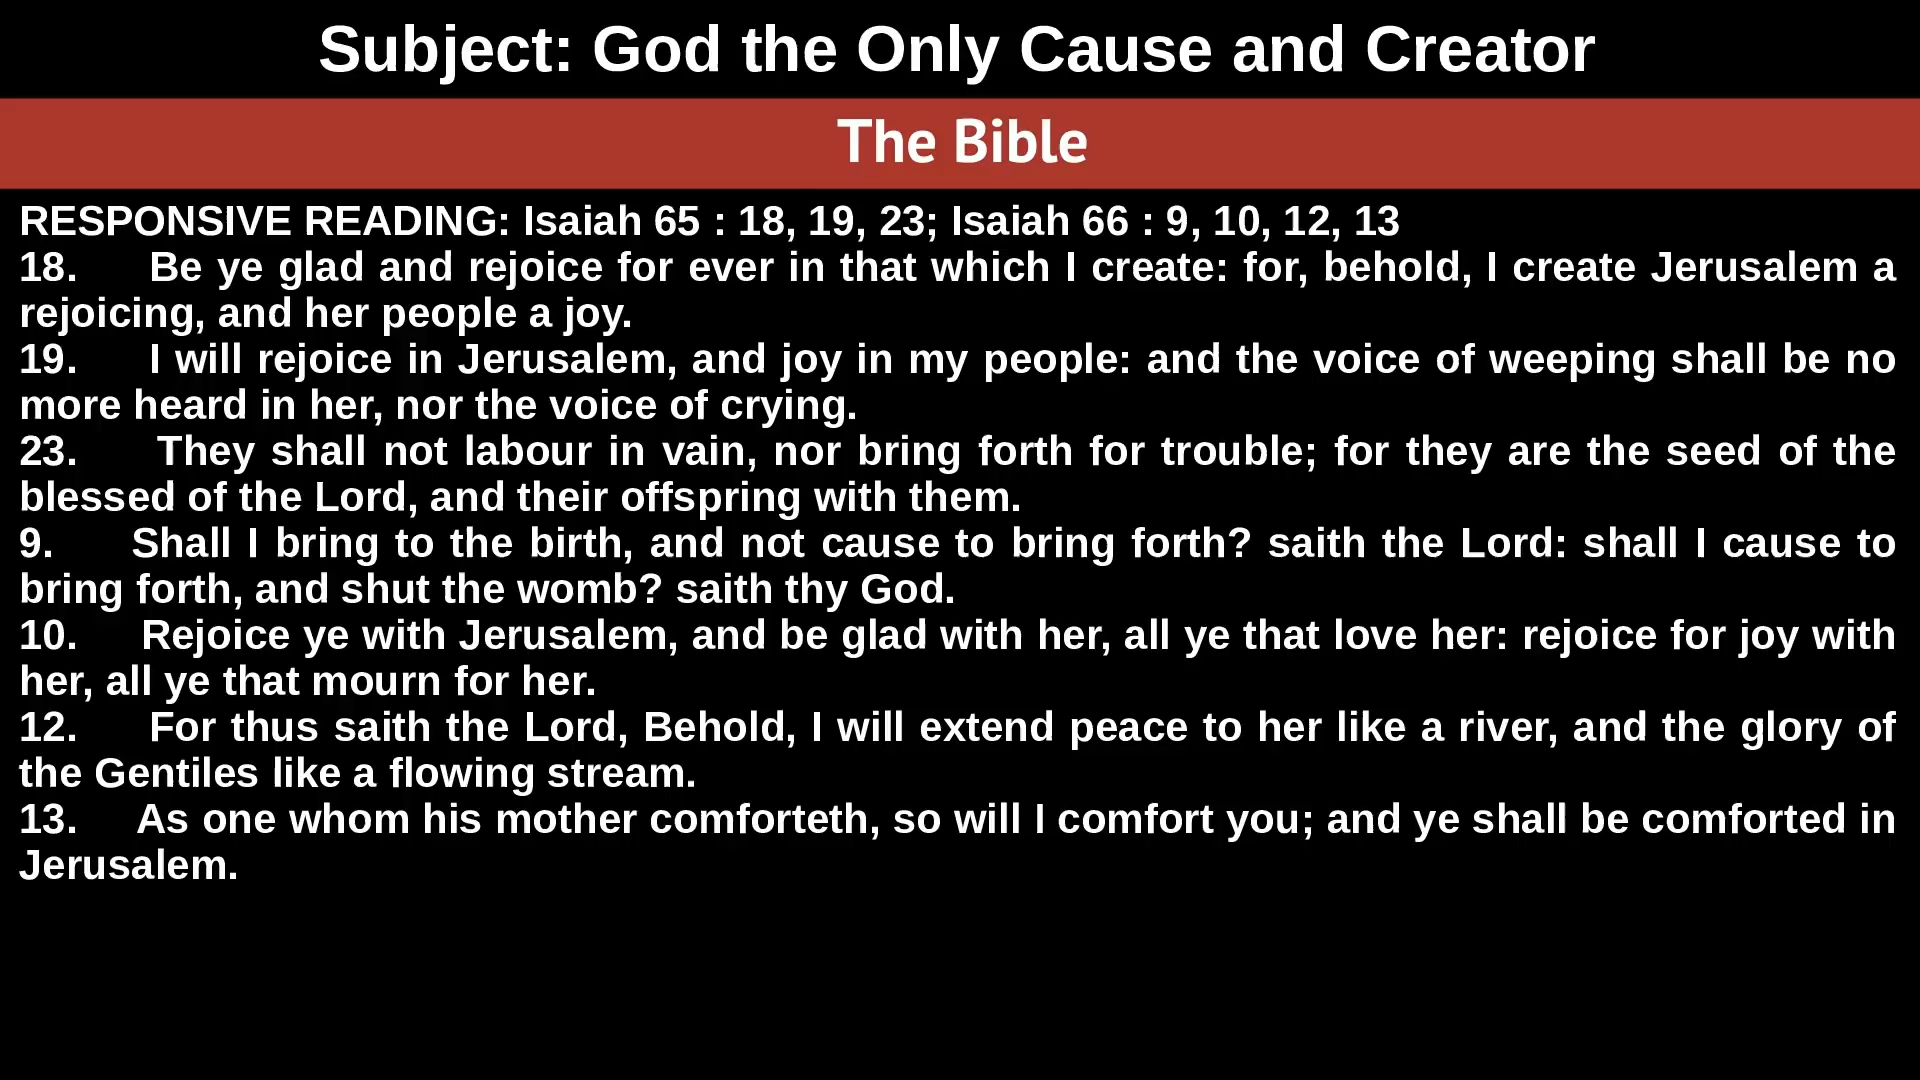 Subject: God the Only Cause and Creator
The Bible
RESPONSIVE READING: Isaiah 65 : 18, 19, 23; Isaiah 66 : 9, 10, 12, 13
18. Be ye glad and rejoice for ever in that which I create: for, behold, I create Jerusalem a
rejoicing, and her people a joy.
19. I will rejoice in Jerusalem, and joy in my people: and the voice of weeping shall be no
more heard in her, nor the voice of crying.
23. They shall not labour in vain, nor bring forth for trouble; for they are the seed of the
blessed of the Lord, and their offspring with them.
9. Shall I bring to the birth, and not cause to bring forth? saith the Lord: shall I cause to
bring forth, and shut the womb? saith thy God.
10. Rejoice ye with Jerusalem, and be glad with her, all ye that love her: rejoice for joy with
her, all ye that mourn for her.
12. For thus saith the Lord, Behold, I will extend peace to her like a river, and the glory of
the Gentiles like a flowing stream.
13. As one whom his mother comforteth, so will I comfort you; and ye shall be comforted in
Jerusalem.